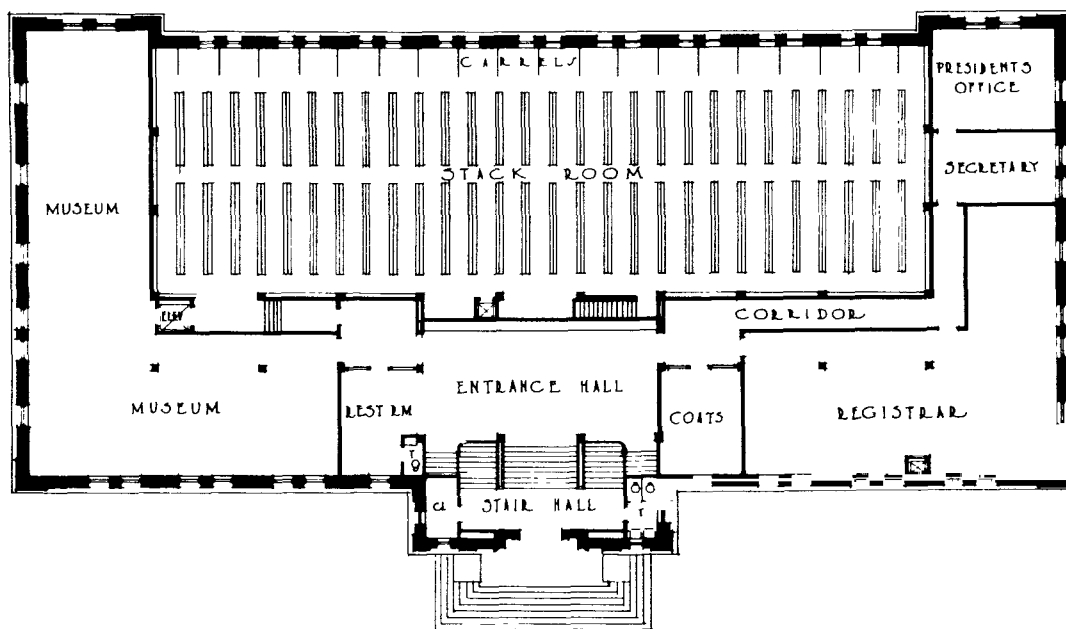 CARRELS
PRESIDENTS
OFFICE
STACK ROOM
SECRETARY
MUSEUM
ELEV
CORRIDOR
ENTRANCE HALL
MUSEUM
REST RM
COATS
REGISTRAR
T
CL
STAIR HALL
T